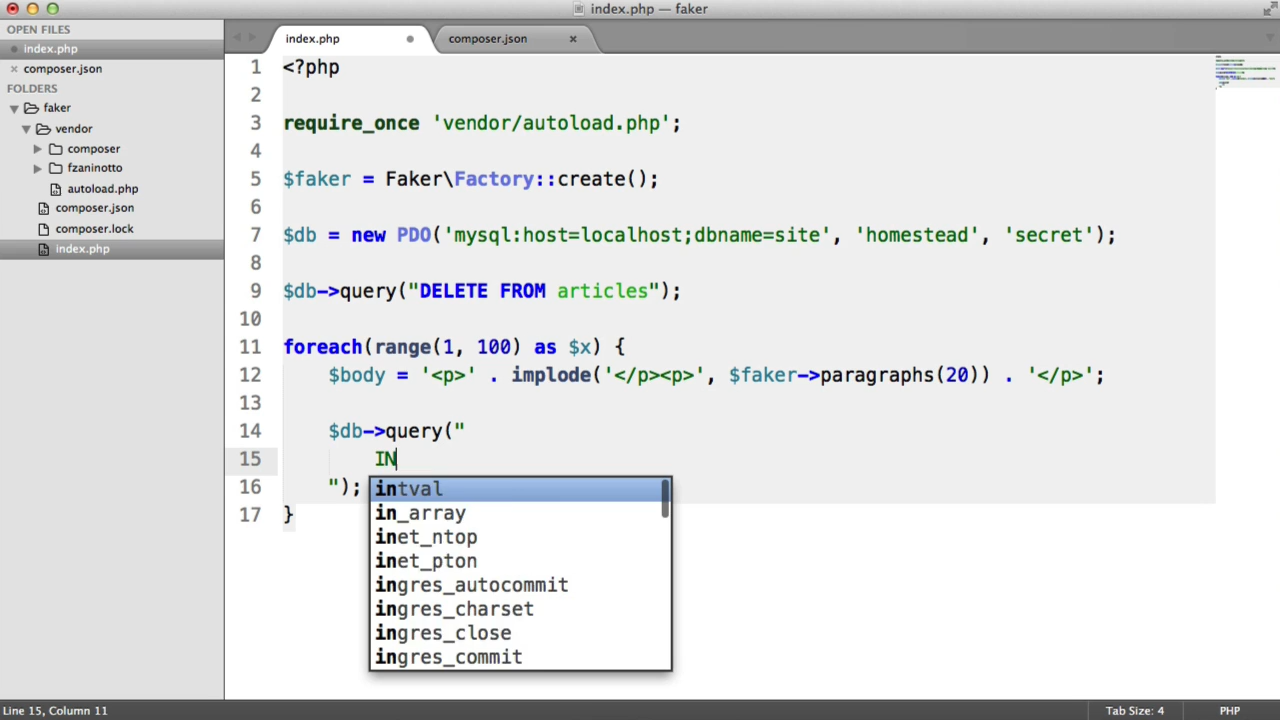 index.php — faker
OPEN FILES
index.php
composer.json
FOLDERS
faker
vendor
composer
fzaninotto
autoload.php
composer.json
composer.lock
index.php
index.php
composer.json
1 <?php
2
3 require_once 'vendor/autoload.php';
4
5 $faker = Faker\Factory::create();
6
7 $db = new PDO('mysql:host=localhost;dbname=site', 'homestead', 'secret');
8
9 $db->query("DELETE FROM articles");
10
11 foreach(range(1, 100) as $x) {
12 $body = '<p>' . implode('</p><p>', $faker->paragraphs(20)) . '</p>';
13
14 $db->query("
15 IN
16 ");
17 }
intval
in_array
inet_ntop
inet_pton
ingres_autocommit
ingres_charset
ingres_close
ingres_commit
Line 15, Column 11
Tab Size: 4
PHP